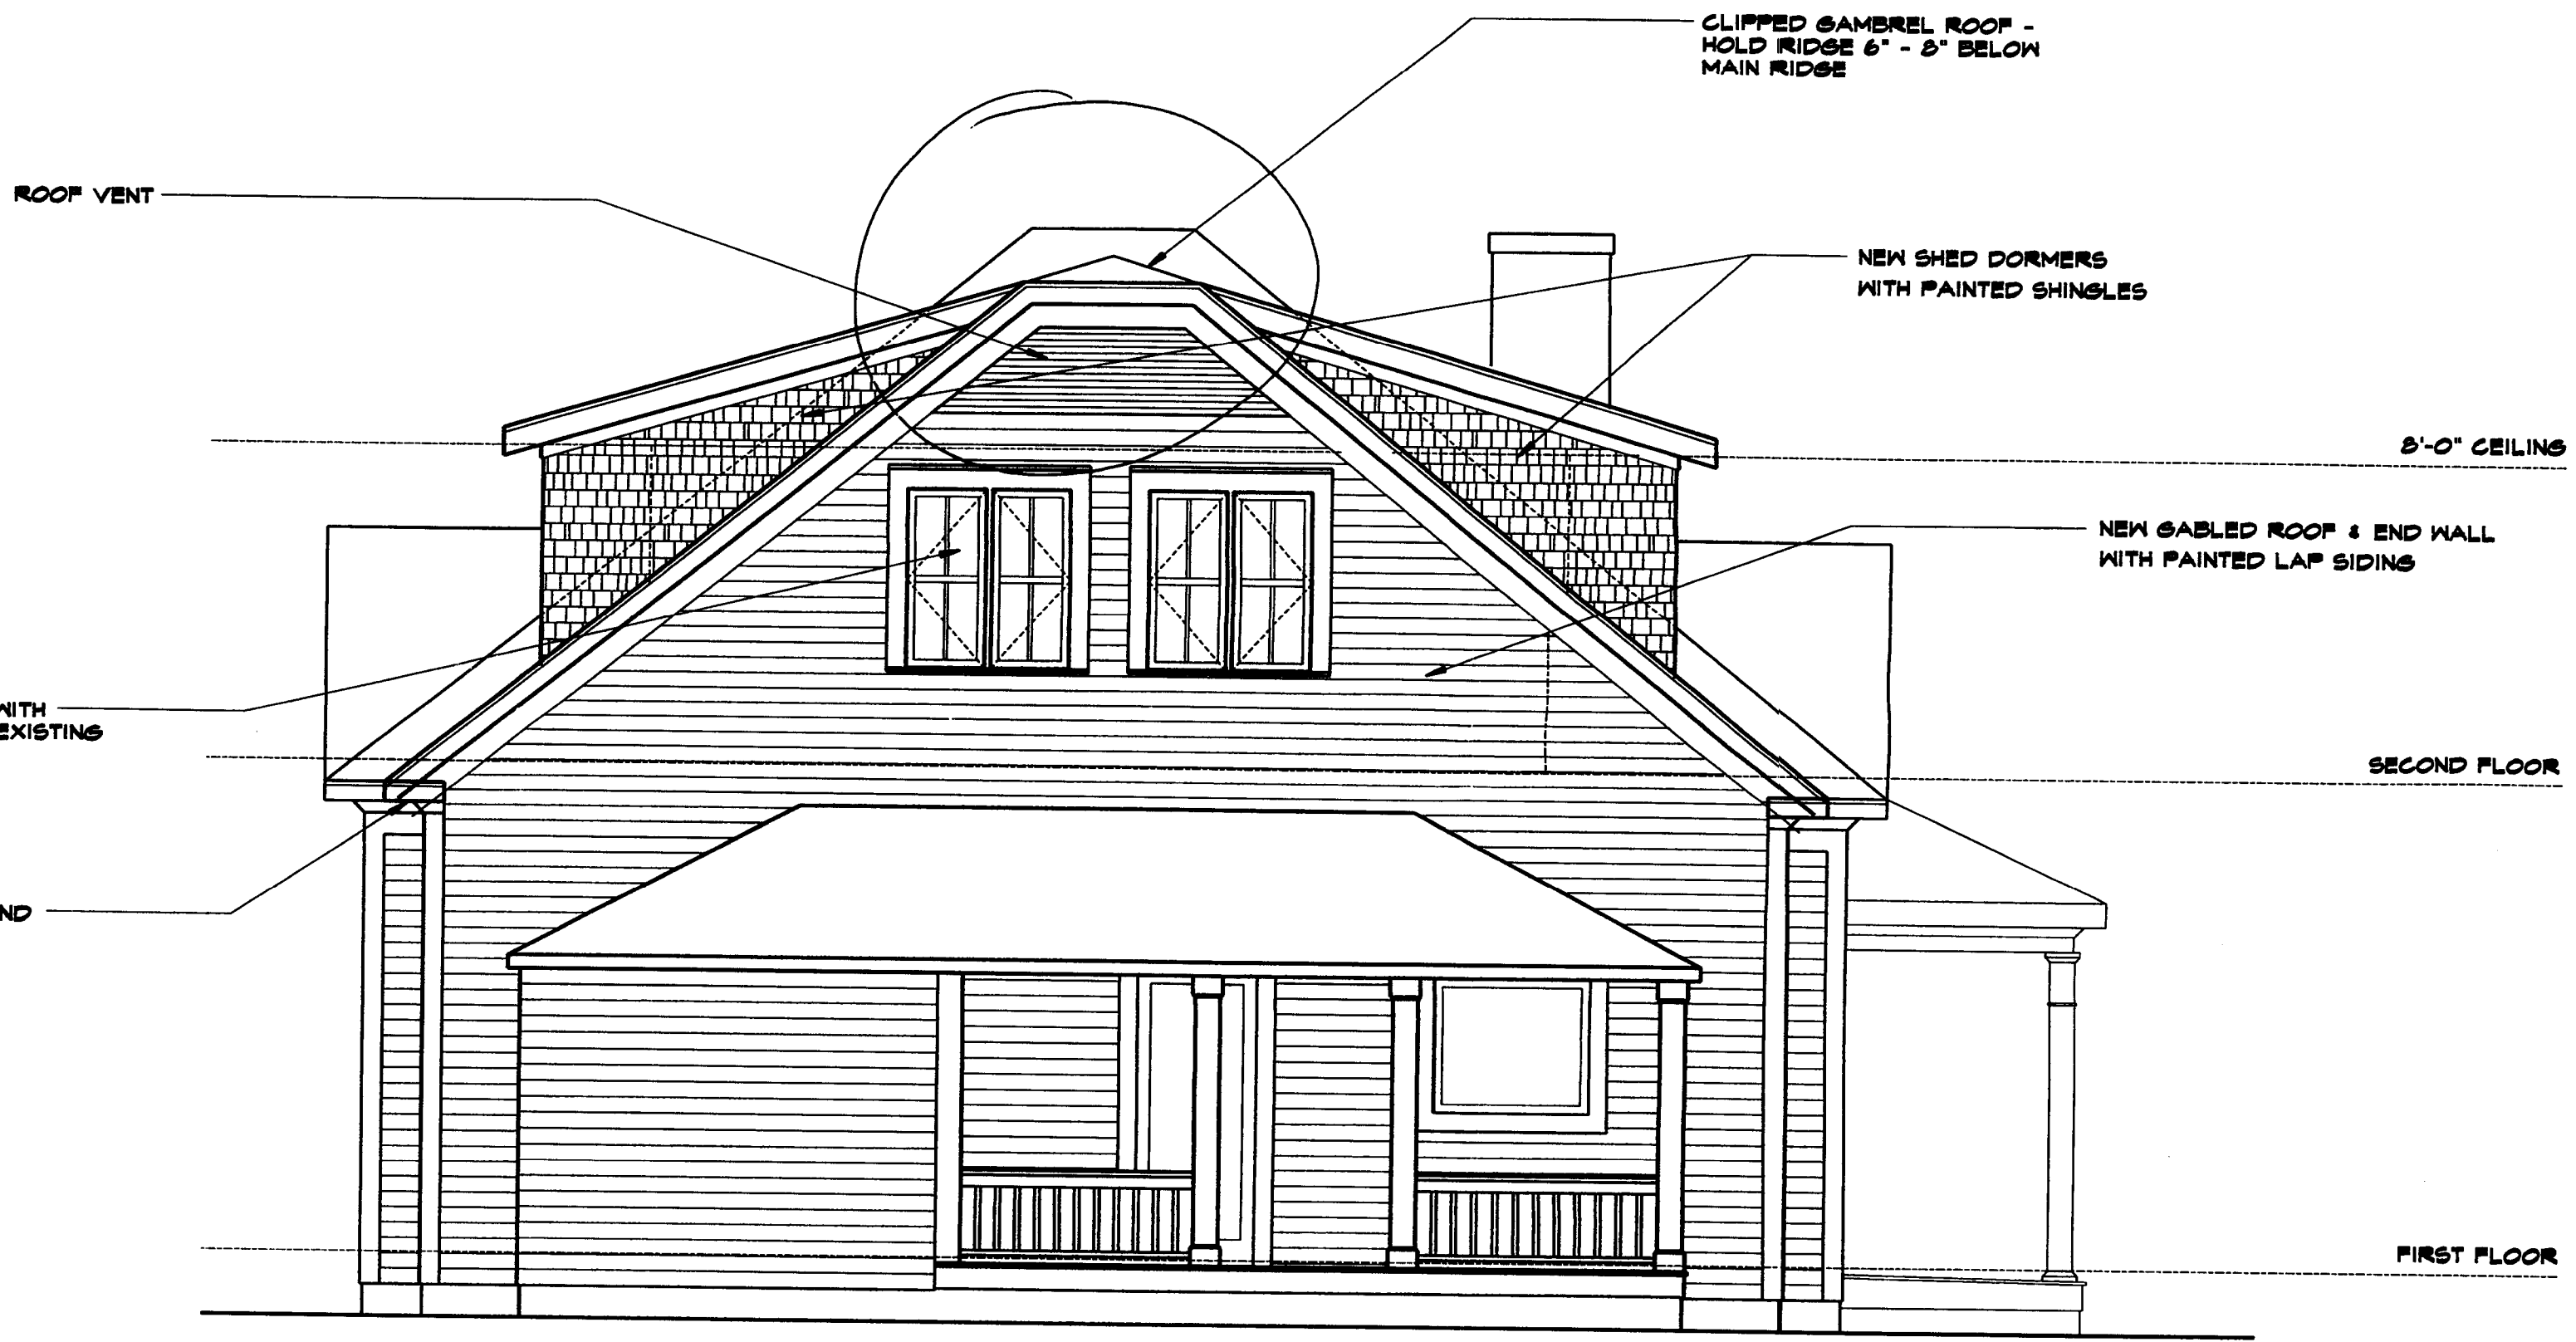 CLIPPED GAMBREL ROOF -
HOLD RIDGE 6" - 8" BELOW
MAIN RIDGE
ROOF VENT
NEW SHED DORMERS
WITH PAINTED SHINGLES
8'-0" CEILING
NEW GABLED ROOF & END WALL
WITH PAINTED LAP SIDING
WITH
EXISTING
SECOND FLOOR
ND
FIRST FLOOR